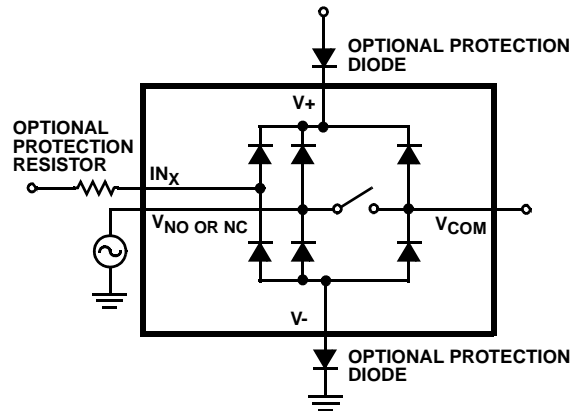 OPTIONAL PROTECTION
DIODE
V+
OPTIONAL
PROTECTION
RESISTOR
INX
VNO OR NC
VCOM
V-
OPTIONAL PROTECTION
DIODE